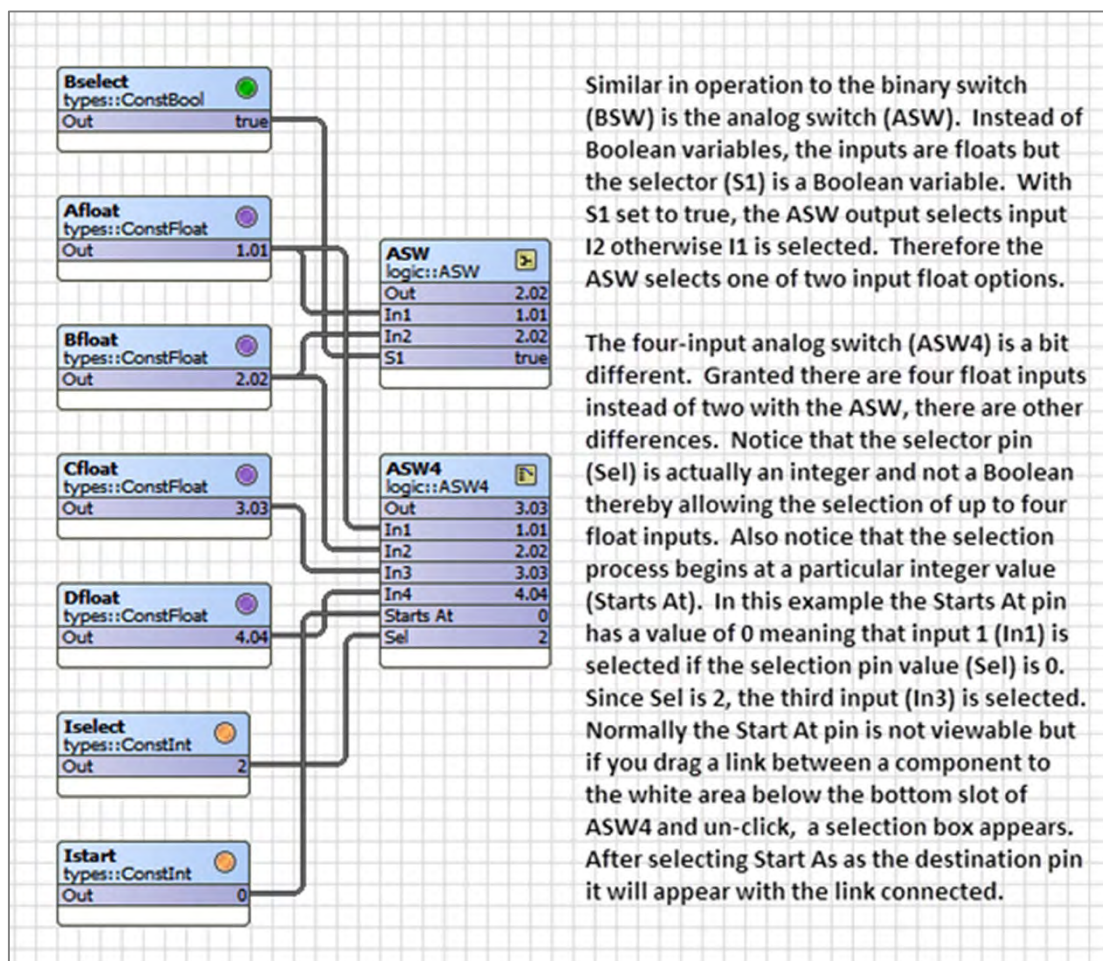 Bselect
types::ConstBool
Out true
Afloat
types::ConstFloat
Out 1.01
Bfloat
types::ConstFloat
Out 2.02
Cfloat
types::ConstFloat
Out 3.03
Dfloat
types::ConstFloat
Out 4.04
Iselect
types::ConstInt
Out 2
Istart
types::ConstInt
Out 0
ASW
logic::ASW
Out 2.02
In1 1.01
In2 2.02
S1 true
ASW4
logic::ASW4
Out 3.03
In1 1.01
In2 2.02
In3 3.03
In4 4.04
Starts At 0
Sel 2
Similar in operation to the binary switch
(BSW) is the analog switch (ASW). Instead of
Boolean variables, the inputs are floats but
the selector (S1) is a Boolean variable. With
S1 set to true, the ASW output selects input
I2 otherwise I1 is selected. Therefore the
ASW selects one of two input float options.
The four-input analog switch (ASW4) is a bit
different. Granted there are four float inputs
instead of two with the ASW, there are other
differences. Notice that the selector pin
(Sel) is actually an integer and not a Boolean
thereby allowing the selection of up to four
float inputs. Also notice that the selection
process begins at a particular integer value
(Starts At). In this example the Starts At pin
has a value of 0 meaning that input 1 (In1) is
selected if the selection pin value (Sel) is 0.
Since Sel is 2, the third input (In3) is selected.
Normally the Start At pin is not viewable but
if you drag a link between a component to
the white area below the bottom slot of
ASW4 and un-click, a selection box appears.
After selecting Start As as the destination pin
it will appear with the link connected.